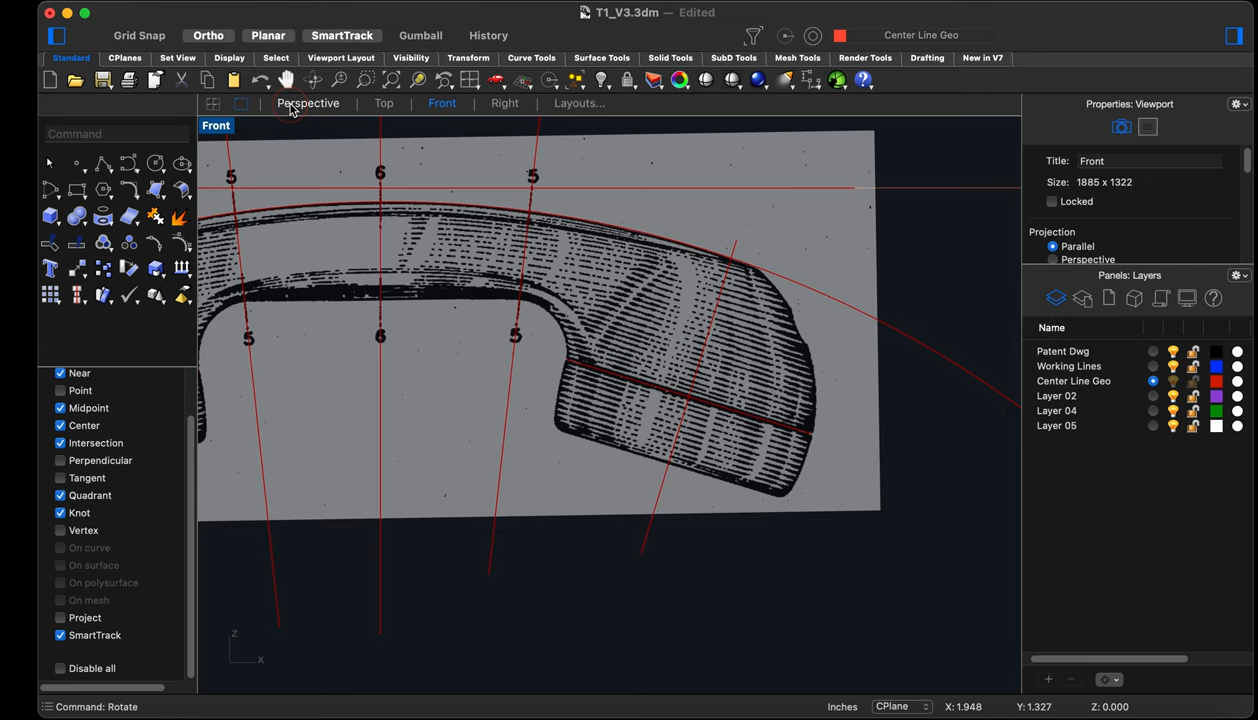 T1_V3.3dm — Edited
Grid Snap Ortho Planar SmartTrack Gumball History Center Line Geo
Standard CPlanes Set View Display Select Viewport Layout Visibility Transform Curve Tools Surface Tools Solid Tools SubD Tools Mesh Tools Render Tools Drafting New in V7
Perspective Top Front Right Layouts... Properties: Viewport
Front
Command
Title: Front
Size: 1885 x 1322
Locked
Projection
Parallel
Perspective
5 6 5
5 6 5
Panels: Layers
Name
Patent Dwg
Working Lines
Center Line Geo
Layer 02
Layer 04
Layer 05
Near
Point
Midpoint
Center
Intersection
Perpendicular
Tangent
Quadrant
Knot
Vertex
On curve
On surface
On polysurface
On mesh
Project
SmartTrack
Disable all
Z
X
Command: Rotate Inches CPlane X: 1.948 Y: 1.327 Z: 0.000